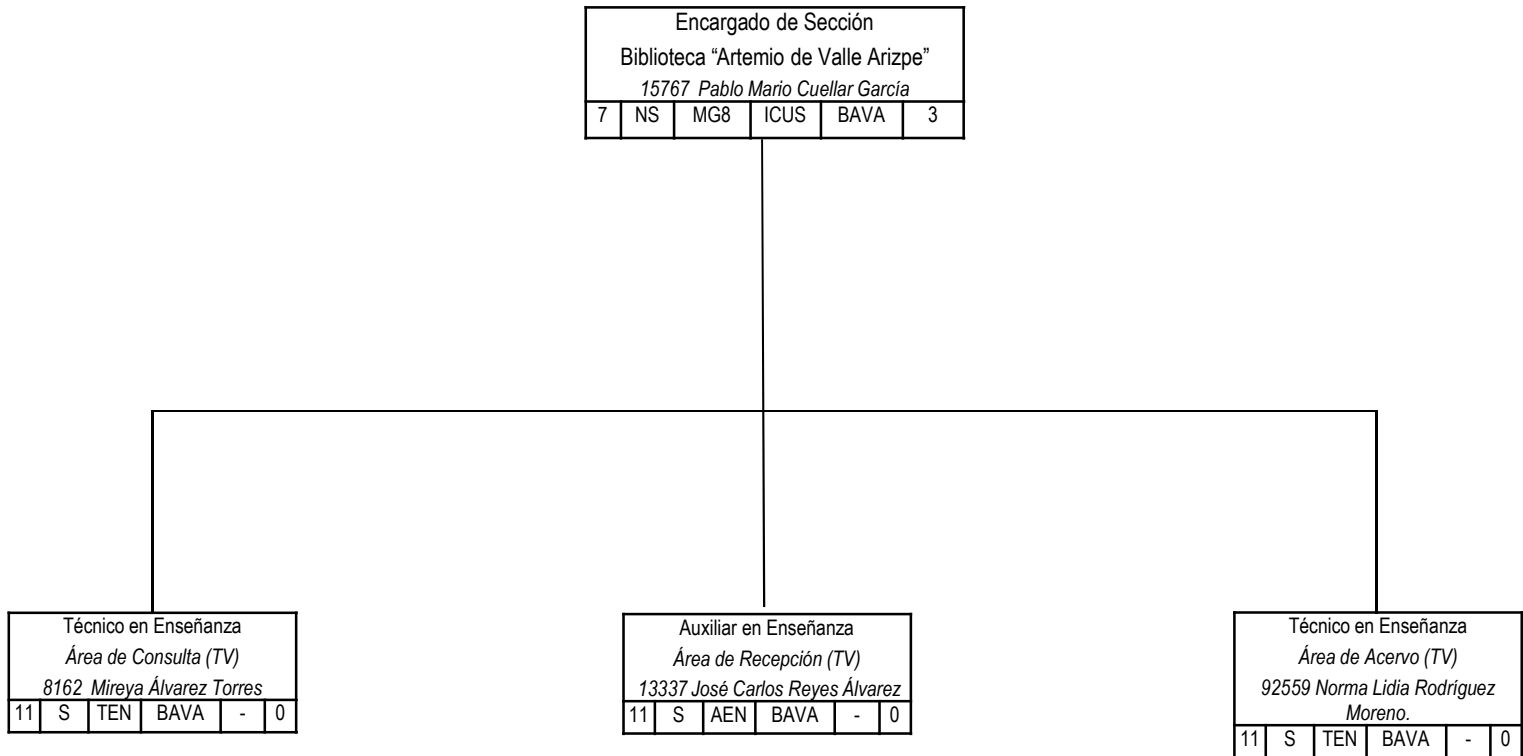 Encargado de Sección
Biblioteca “Artemio de Valle Arizpe”
15767 Pablo Mario Cuellar García
7 NS MG8 ICUS BAVA 3
Técnico en Enseñanza
Área de Consulta (TV)
8162 Mireya Álvarez Torres
11 S TEN BAVA - 0
Auxiliar en Enseñanza
Área de Recepción (TV)
13337 José Carlos Reyes Álvarez
11 S AEN BAVA - 0
Técnico en Enseñanza
Área de Acervo (TV)
92559 Norma Lidia Rodríguez
Moreno.
11 S TEN BAVA - 0